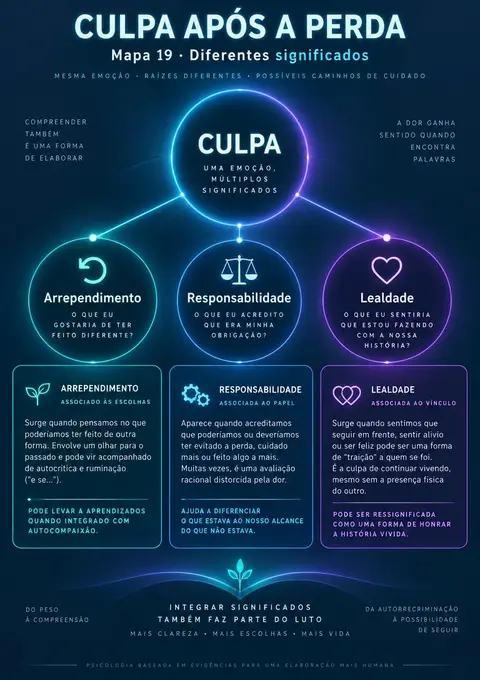 CULPA APÓS A PERDA
Mapa 19 · Diferentes significados
MESMA EMOÇÃO • RAÍZES DIFERENTES • POSSÍVEIS CAMINHOS DE CUIDADO
COMPREENDER
TAMBÉM
É UMA FORMA
DE ELABORAR
A DOR GANHA
SENTIDO QUANDO
ENCONTRA
PALAVRAS
CULPA
UMA EMOÇÃO,
MÚLTIPLOS
SIGNIFICADOS
Arrependimento
O QUE EU
GOSTARIA DE TER
FEITO DIFERENTE?
Responsabilidade
O QUE EU ACREDITO
QUE ERA MINHA
OBRIGAÇÃO?
Lealdade
O QUE EU SENTIRIA
QUE ESTOU FAZENDO
COM A NOSSA
HISTÓRIA?
ARREPENDIMENTO
ASSOCIADO ÀS ESCOLHAS
Surge quando pensamos no que
poderíamos ter feito de outra
forma. Envolve um olhar para o
passado e pode vir acompanhado
de autocrítica e ruminação
("e se...").
PODE LEVAR A APRENDIZADOS
QUANDO INTEGRADO COM
AUTOCOMPAIXÃO.
RESPONSABILIDADE
ASSOCIADA AO PAPEL
Aparece quando acreditamos
que poderíamos ou deveríamos
ter evitado a perda, cuidado
mais ou feito algo a mais.
Muitas vezes, é uma avaliação
racional distorcida pela dor.
AJUDA A DIFERENCIAR
O QUE ESTAVA AO NOSSO ALCANCE
DO QUE NÃO ESTAVA.
LEALDADE
ASSOCIADA AO VÍNCULO
Surge quando sentimos que
seguir em frente, sentir alívio
ou ser feliz pode ser uma forma
de "traição" a quem se foi.
É a culpa de continuar vivendo,
mesmo sem a presença física
do outro.
PODE SER RESSIGNIFICADA
COMO UMA FORMA DE HONRAR
A HISTÓRIA VIVIDA.
DO PESO
À COMPREENSÃO
INTEGRAR SIGNIFICADOS
TAMBÉM FAZ PARTE DO LUTO
MAIS CLAREZA • MAIS ESCOLHAS • MAIS VIDA
DA AUTORRECRIMINAÇÃO
À POSSIBILIDADE
DE SEGUIR
PSICOLOGIA BASEADA EM EVIDÊNCIAS PARA UMA ELABORAÇÃO MAIS HUMANA